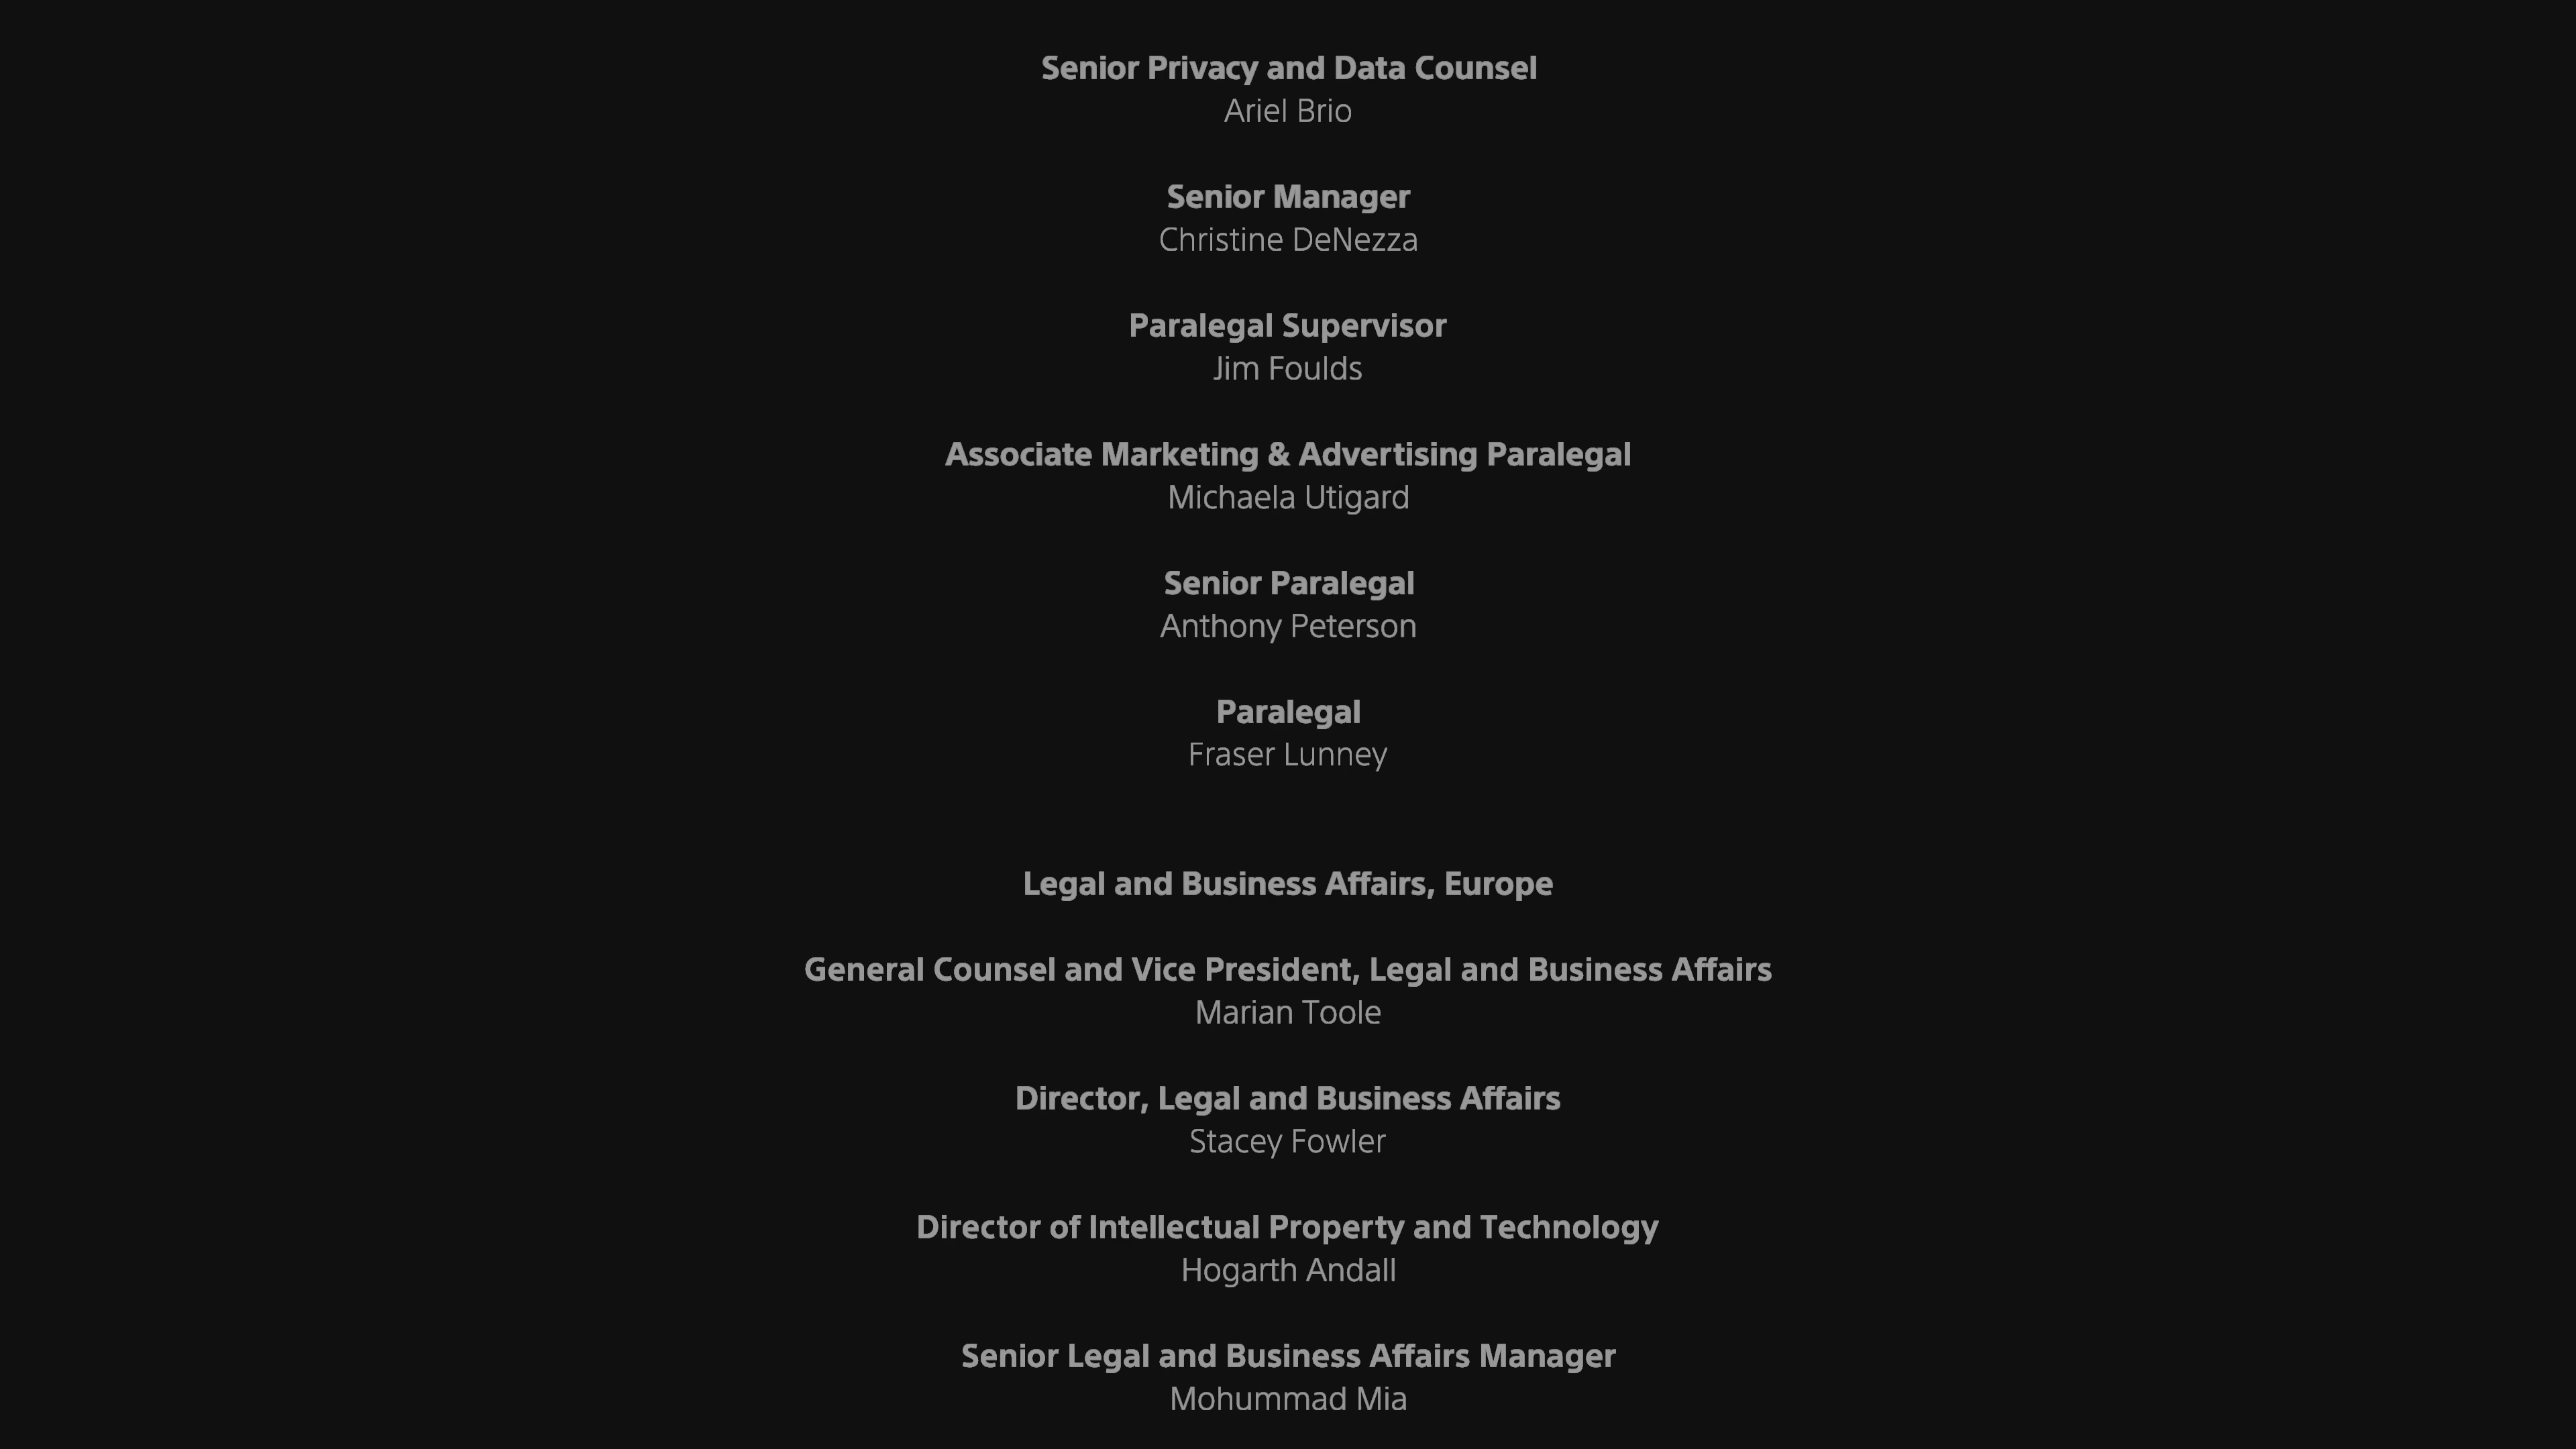 Senior Privacy and Data Counsel
Ariel Brio
Senior Manager
Christine DeNezza
Paralegal Supervisor
Jim Foulds
Associate Marketing & Advertising Paralegal
Michaela Utigard
Senior Paralegal
Anthony Peterson
Paralegal
Fraser Lunney
Legal and Business Affairs, Europe
General Counsel and Vice President, Legal and Business Affairs
Marian Toole
Director, Legal and Business Affairs
Stacey Fowler
Director of Intellectual Property and Technology
Hogarth Andall
Senior Legal and Business Affairs Manager
Mohummad Mia